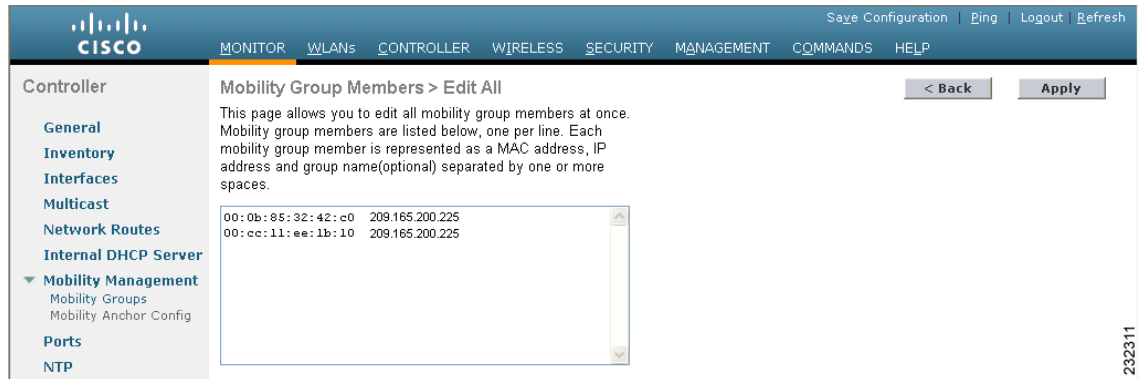 Save Configuration | Ping | Logout | Refresh
CISCO
MONITOR WLANs CONTROLLER WIRELESS SECURITY MANAGEMENT COMMANDS HELP
Controller
General
Inventory
Interfaces
Multicast
Network Routes
Internal DHCP Server
Mobility Management
Mobility Groups
Mobility Anchor Config
Ports
NTP
Mobility Group Members > Edit All
< Back
Apply
This page allows you to edit all mobility group members at once.
Mobility group members are listed below, one per line. Each
mobility group member is represented as a MAC address, IP
address and group name(optional) separated by one or more
spaces.
00:0b:85:32:42:c0 209.165.200.225
00:cc:11:ee:1b:10 209.165.200.225
232311